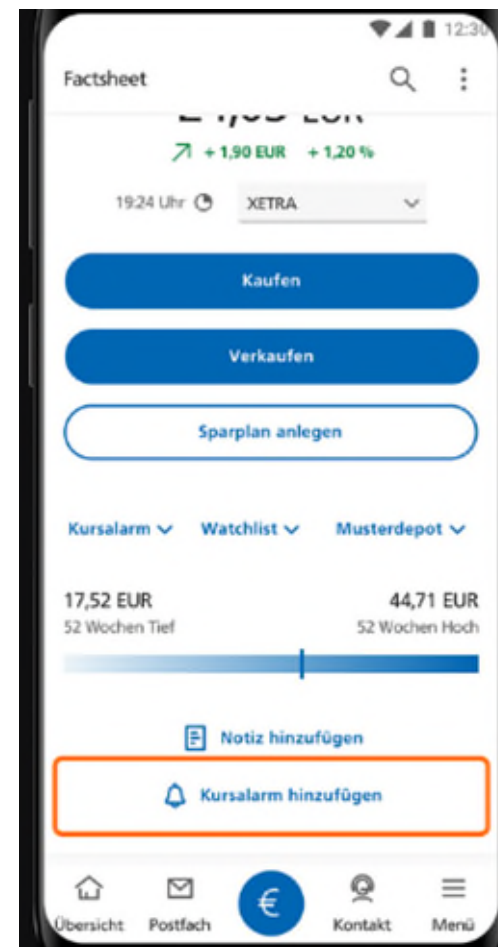 12:30
Factsheet
EUR
+ 1,90 EUR + 1,20 %
19:24 Uhr XETRA
Kaufen
Verkaufen
Sparplan anlegen
Kursalarm Watchlist Musterdepot
17,52 EUR 44,71 EUR
52 Wochen Tief 52 Wochen Hoch
Notiz hinzufügen
Kursalarm hinzufügen
€
Übersicht Postfach Kontakt Menü